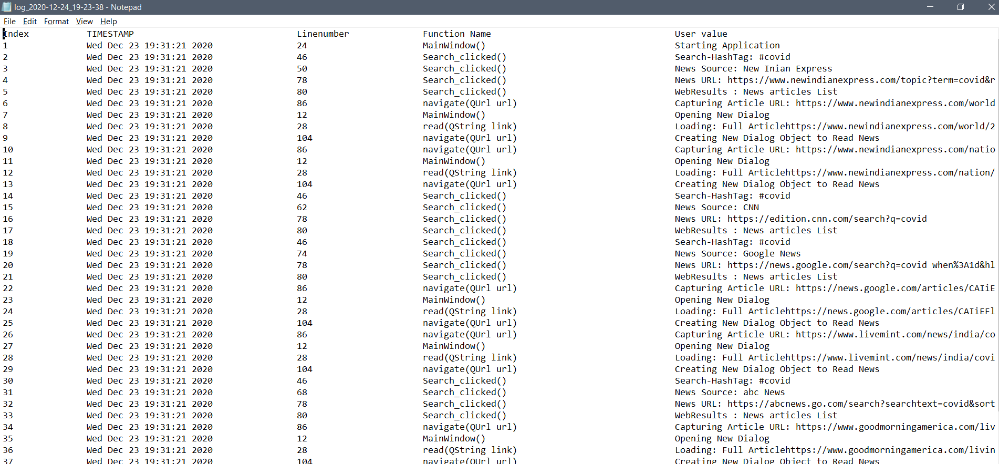 log_2020-12-24_19-23-38 - Notepad
File Edit Format View Help
Index TIMESTAMP Linenumber Function Name User value
1 Wed Dec 23 19:31:21 2020 24 MainWindow() Starting Application
2 Wed Dec 23 19:31:21 2020 46 Search_clicked() Search-HashTag: #covid
3 Wed Dec 23 19:31:21 2020 50 Search_clicked() News Source: New Inian Express
4 Wed Dec 23 19:31:21 2020 78 Search_clicked() News URL: https://www.newindianexpress.com/topic?term=covid&r
5 Wed Dec 23 19:31:21 2020 80 Search_clicked() WebResults : News articles List
6 Wed Dec 23 19:31:21 2020 86 navigate(QUrl url) Capturing Article URL: https://www.newindianexpress.com/world
7 Wed Dec 23 19:31:21 2020 12 MainWindow() Opening New Dialog
8 Wed Dec 23 19:31:21 2020 28 read(QString link) Loading: Full Articlehttps://www.newindianexpress.com/world/2
9 Wed Dec 23 19:31:21 2020 104 navigate(QUrl url) Creating New Dialog Object to Read News
10 Wed Dec 23 19:31:21 2020 86 navigate(QUrl url) Capturing Article URL: https://www.newindianexpress.com/natio
11 Wed Dec 23 19:31:21 2020 12 MainWindow() Opening New Dialog
12 Wed Dec 23 19:31:21 2020 28 read(QString link) Loading: Full Articlehttps://www.newindianexpress.com/nation/
13 Wed Dec 23 19:31:21 2020 104 navigate(QUrl url) Creating New Dialog Object to Read News
14 Wed Dec 23 19:31:21 2020 46 Search_clicked() Search-HashTag: #covid
15 Wed Dec 23 19:31:21 2020 62 Search_clicked() News Source: CNN
16 Wed Dec 23 19:31:21 2020 78 Search_clicked() News URL: https://edition.cnn.com/search?q=covid
17 Wed Dec 23 19:31:21 2020 80 Search_clicked() WebResults : News articles List
18 Wed Dec 23 19:31:21 2020 46 Search_clicked() Search-HashTag: #covid
19 Wed Dec 23 19:31:21 2020 74 Search_clicked() News Source: Google News
20 Wed Dec 23 19:31:21 2020 78 Search_clicked() News URL: https://news.google.com/search?q=covid when%3A1d&hl
21 Wed Dec 23 19:31:21 2020 80 Search_clicked() WebResults : News articles List
22 Wed Dec 23 19:31:21 2020 86 navigate(QUrl url) Capturing Article URL: https://news.google.com/articles/CAIiE
23 Wed Dec 23 19:31:21 2020 12 MainWindow() Opening New Dialog
24 Wed Dec 23 19:31:21 2020 28 read(QString link) Loading: Full Articlehttps://news.google.com/articles/CAIiEFl
25 Wed Dec 23 19:31:21 2020 104 navigate(QUrl url) Creating New Dialog Object to Read News
26 Wed Dec 23 19:31:21 2020 86 navigate(QUrl url) Capturing Article URL: https://www.livemint.com/news/india/co
27 Wed Dec 23 19:31:21 2020 12 MainWindow() Opening New Dialog
28 Wed Dec 23 19:31:21 2020 28 read(QString link) Loading: Full Articlehttps://www.livemint.com/news/india/covi
29 Wed Dec 23 19:31:21 2020 104 navigate(QUrl url) Creating New Dialog Object to Read News
30 Wed Dec 23 19:31:21 2020 46 Search_clicked() Search-HashTag: #covid
31 Wed Dec 23 19:31:21 2020 68 Search_clicked() News Source: abc News
32 Wed Dec 23 19:31:21 2020 78 Search_clicked() News URL: https://abcnews.go.com/search?searchtext=covid&sort
33 Wed Dec 23 19:31:21 2020 80 Search_clicked() WebResults : News articles List
34 Wed Dec 23 19:31:21 2020 86 navigate(QUrl url) Capturing Article URL: https://www.goodmorningamerica.com/liv
35 Wed Dec 23 19:31:21 2020 12 MainWindow() Opening New Dialog
36 Wed Dec 23 19:31:21 2020 28 read(QString link) Loading: Full Articlehttps://www.goodmorningamerica.com/livin
37 Wed Dec 23 19:31:21 2020 104 navigate(QUrl url) Creating New Dialog Object to Read News